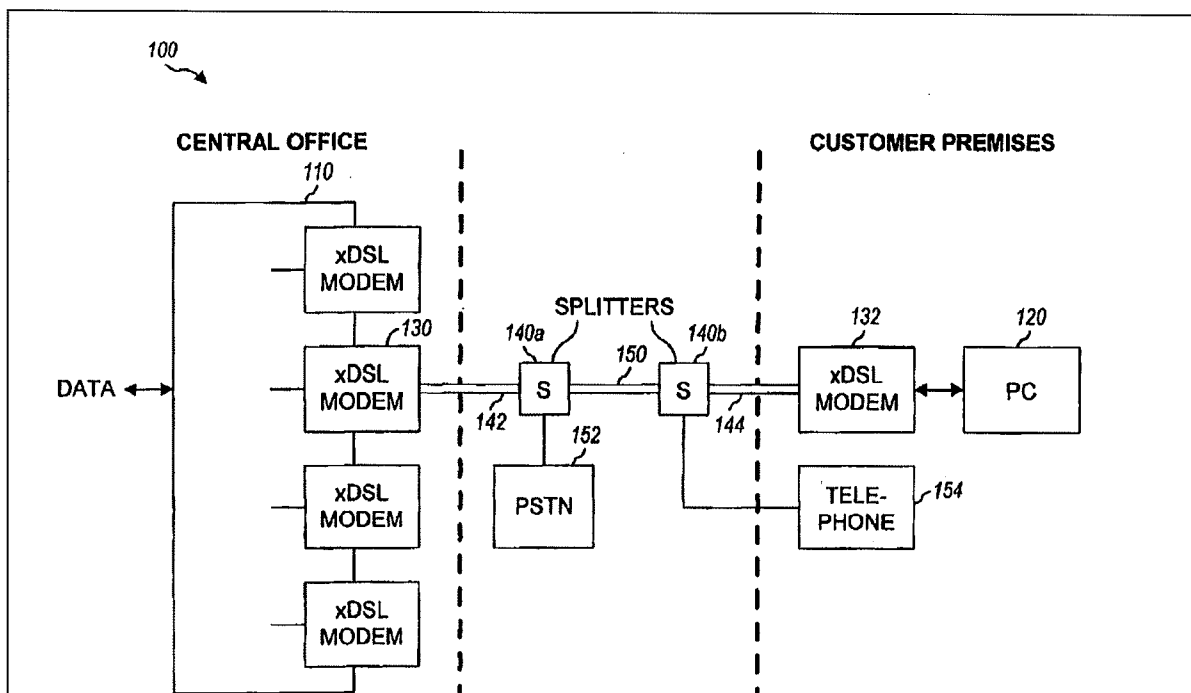 100
CENTRAL OFFICE
CUSTOMER PREMISES
110
xDSL
MODEM
SPLITTERS
130
140a
150
140b
132
120
DATA
xDSL
MODEM
S
S
xDSL
MODEM
PC
142
144
152
PSTN
TELE-
PHONE
154
xDSL
MODEM
xDSL
MODEM